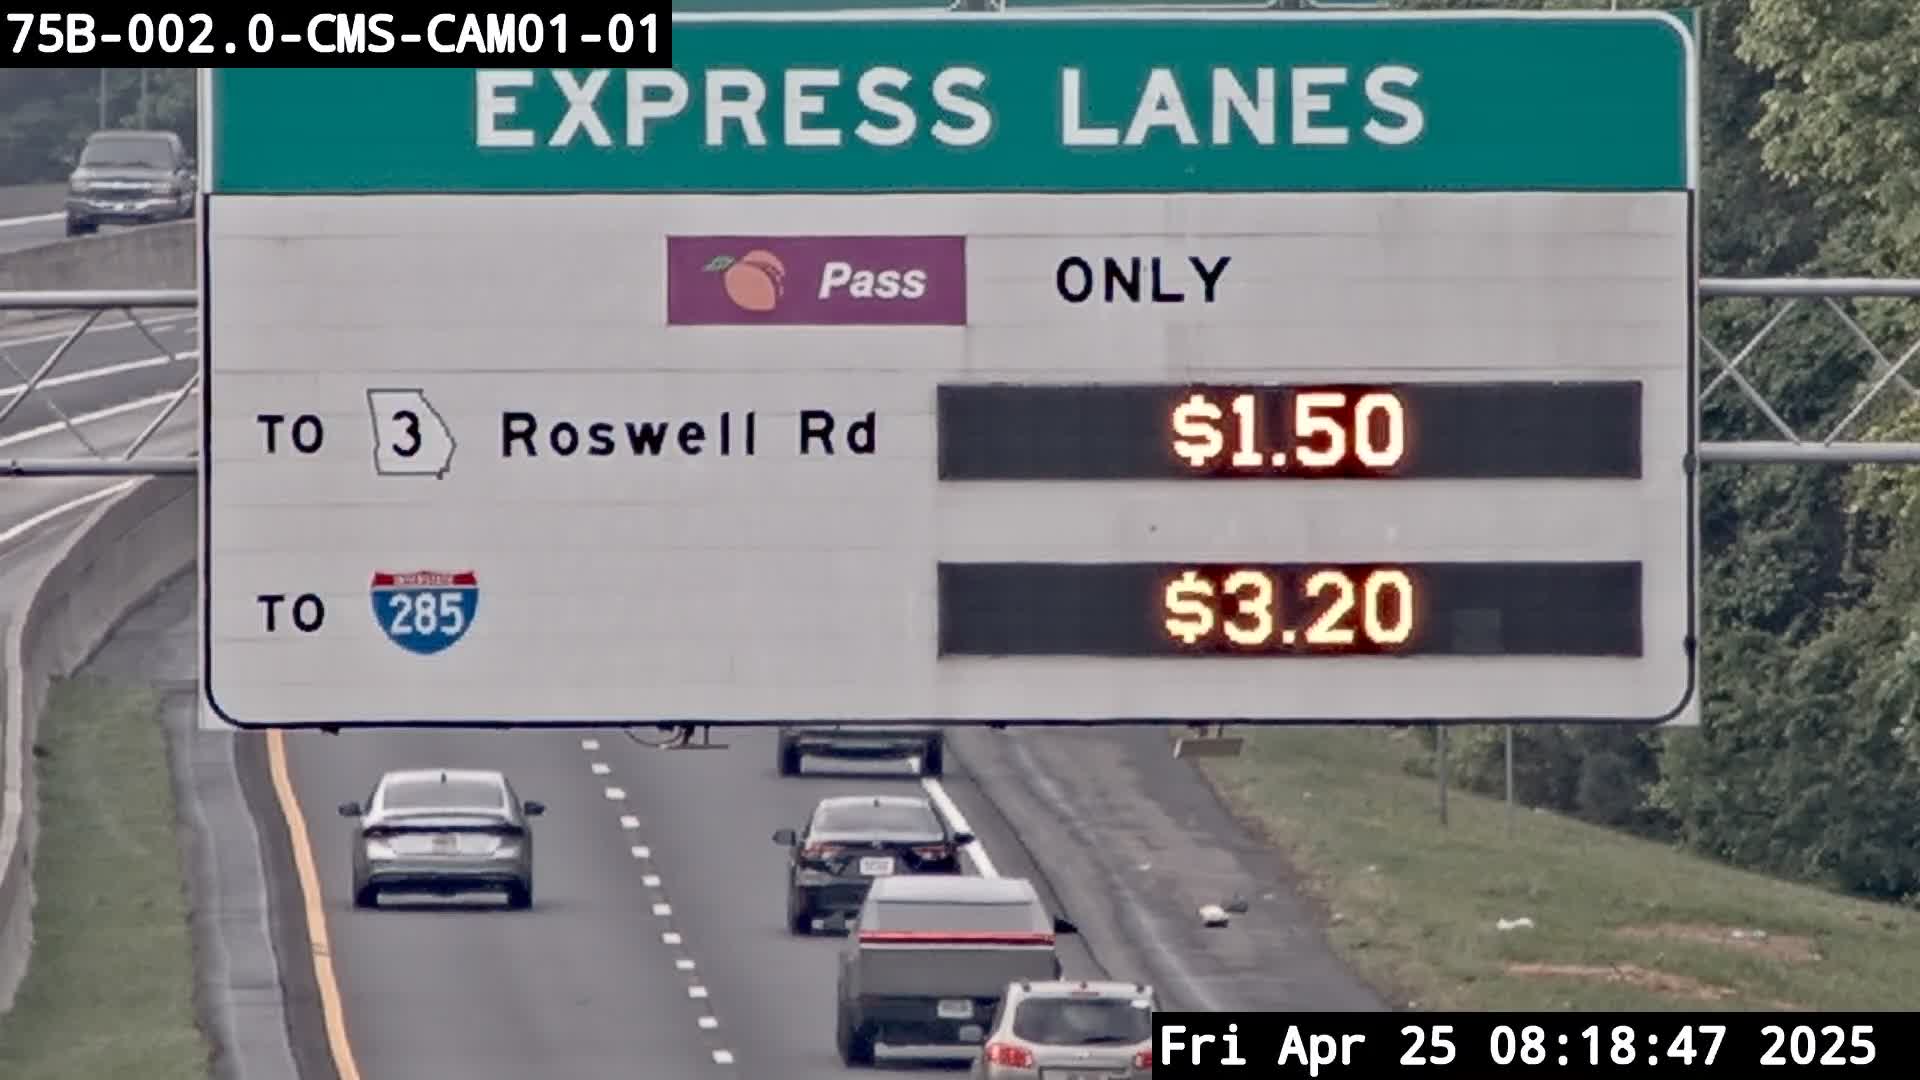 75B-002.0-CMS-CAM01-01
EXPRESS LANES
Pass ONLY
TO 3 Roswell Rd $1.50
INTERSTATE
TO 285 $3.20
Fri Apr 25 08:18:47 2025